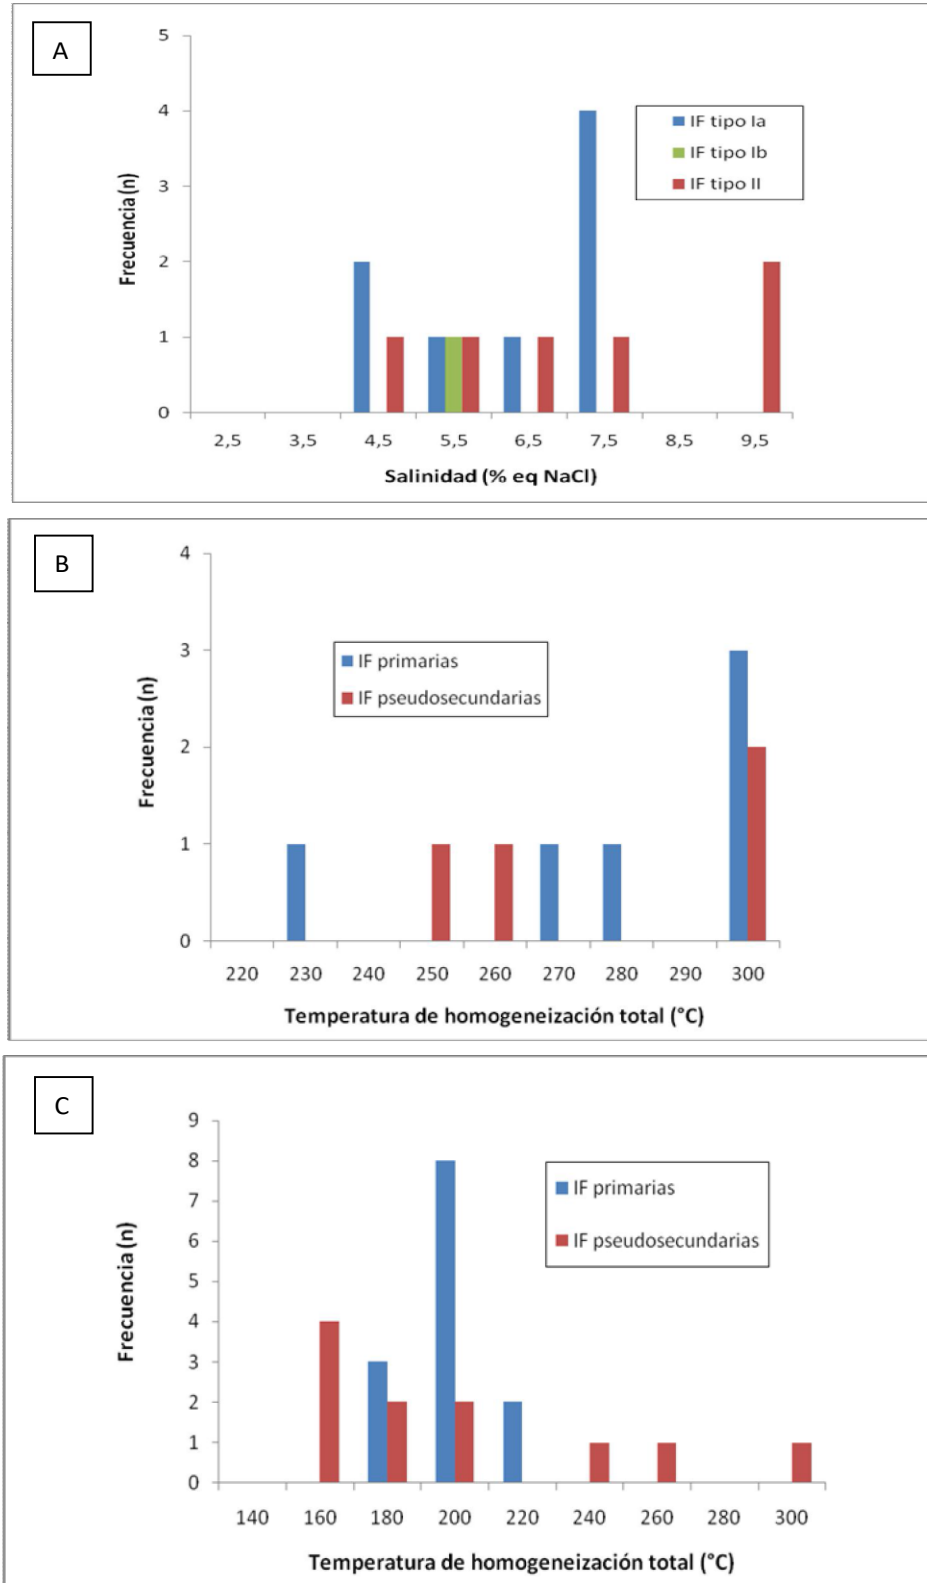 A
5
4
3
2
1
0
Frecuencia (n)
IF tipo Ia
IF tipo Ib
IF tipo II
2,5 3,5 4,5 5,5 6,5 7,5 8,5 9,5
Salinidad (% eq NaCl)
B
4
3
2
1
0
Frecuencia (n)
IF primarias
IF pseudosecundarias
220 230 240 250 260 270 280 290 300
Temperatura de homogeneización total (°C)
C
9
8
7
6
5
4
3
2
1
0
Frecuencia (n)
IF primarias
IF pseudosecundarias
140 160 180 200 220 240 260 280 300
Temperatura de homogeneización total (°C)